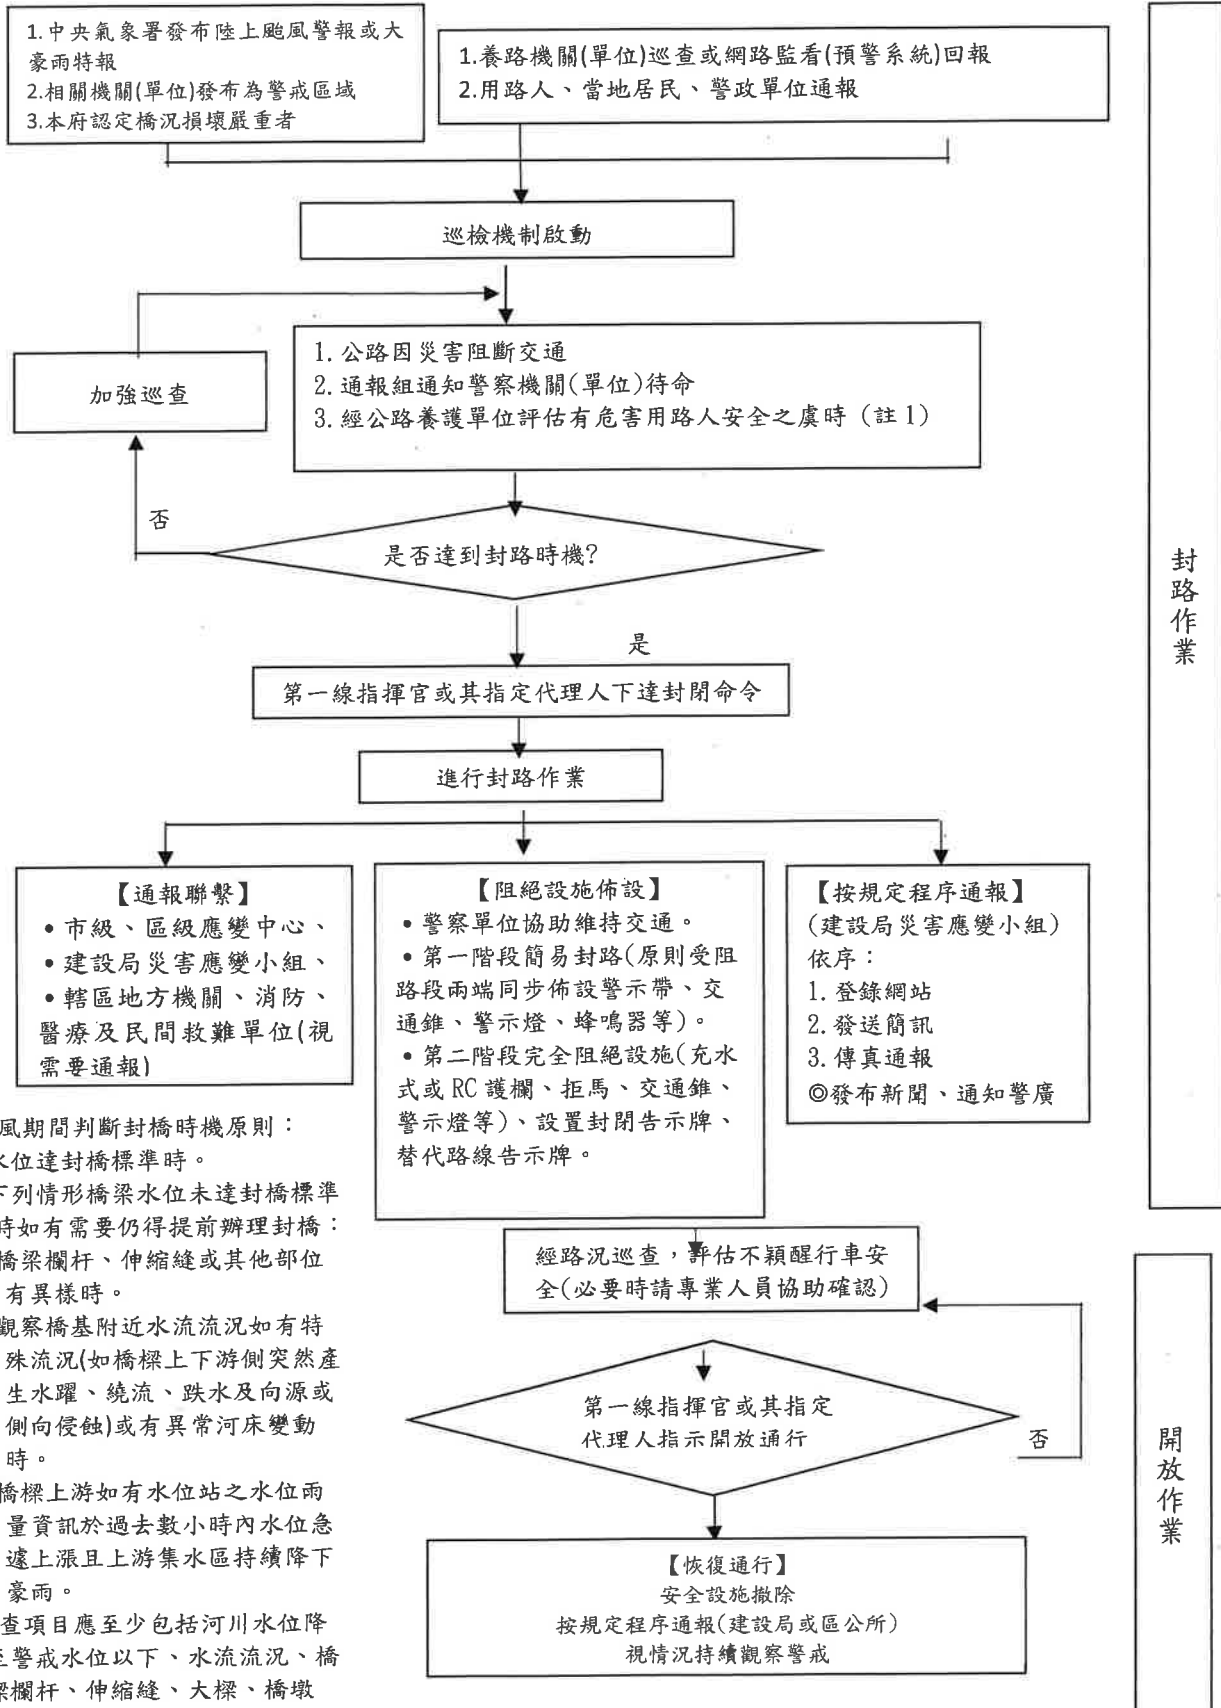 1.中央氣象署發布陸上颱風警報或大
豪雨特報
2.相關機關(單位)發布為警戒區域
3.本府認定橋況損壞嚴重者
1.養路機關(單位)巡查或網路監看(預警系統)回報
2.用路人、當地居民、警政單位通報
巡檢機制啟動
加強巡查
1. 公路因災害阻斷交通
2. 通報組通知警察機關(單位)待命
3. 經公路養護單位評估有危害用路人安全之虞時（註1）
否
是否達到封路時機?
是
第一線指揮官或其指定代理人下達封閉命令
進行封路作業
封路作業
【通報聯繫】
• 市級、區級應變中心、
• 建設局災害應變小組、
• 轄區地方機關、消防、
醫療及民間救難單位(視
需要通報)
【阻絕設施佈設】
• 警察單位協助維持交通。
• 第一階段簡易封路(原則受阻
路段兩端同步佈設警示帶、交
通錐、警示燈、蜂鳴器等)。
• 第二階段完全阻絕設施(充水
式或RC護欄、拒馬、交通錐、
警示燈等)、設置封閉告示牌、
替代路線告示牌。
【按規定程序通報】
(建設局災害應變小組)
依序：
1. 登錄網站
2. 發送簡訊
3. 傳真通報
◎發布新聞、通知警廣
風期間判斷封橋時機原則：
水位達封橋標準時。
下列情形橋梁水位未達封橋標準
時如有需要仍得提前辦理封橋：
橋梁欄杆、伸縮縫或其他部位
有異樣時。
觀察橋基附近水流流況如有特
殊流況(如橋樑上下游側突然產
生水躍、繞流、跌水及向源或
側向侵蝕)或有異常河床變動
時。
橋樑上游如有水位站之水位雨
量資訊於過去數小時內水位急
遽上漲且上游集水區持續降下
豪雨。
查項目應至少包括河川水位降
至警戒水位以下、水流流況、橋
樑欄杆、伸縮縫、大樑、橋墩
經路況巡查，評估不穎醒行車安
全(必要時請專業人員協助確認)
第一線指揮官或其指定
代理人指示開放通行
否
開放作業
【恢復通行】
安全設施撤除
按規定程序通報(建設局或區公所)
視情況持續觀察警戒